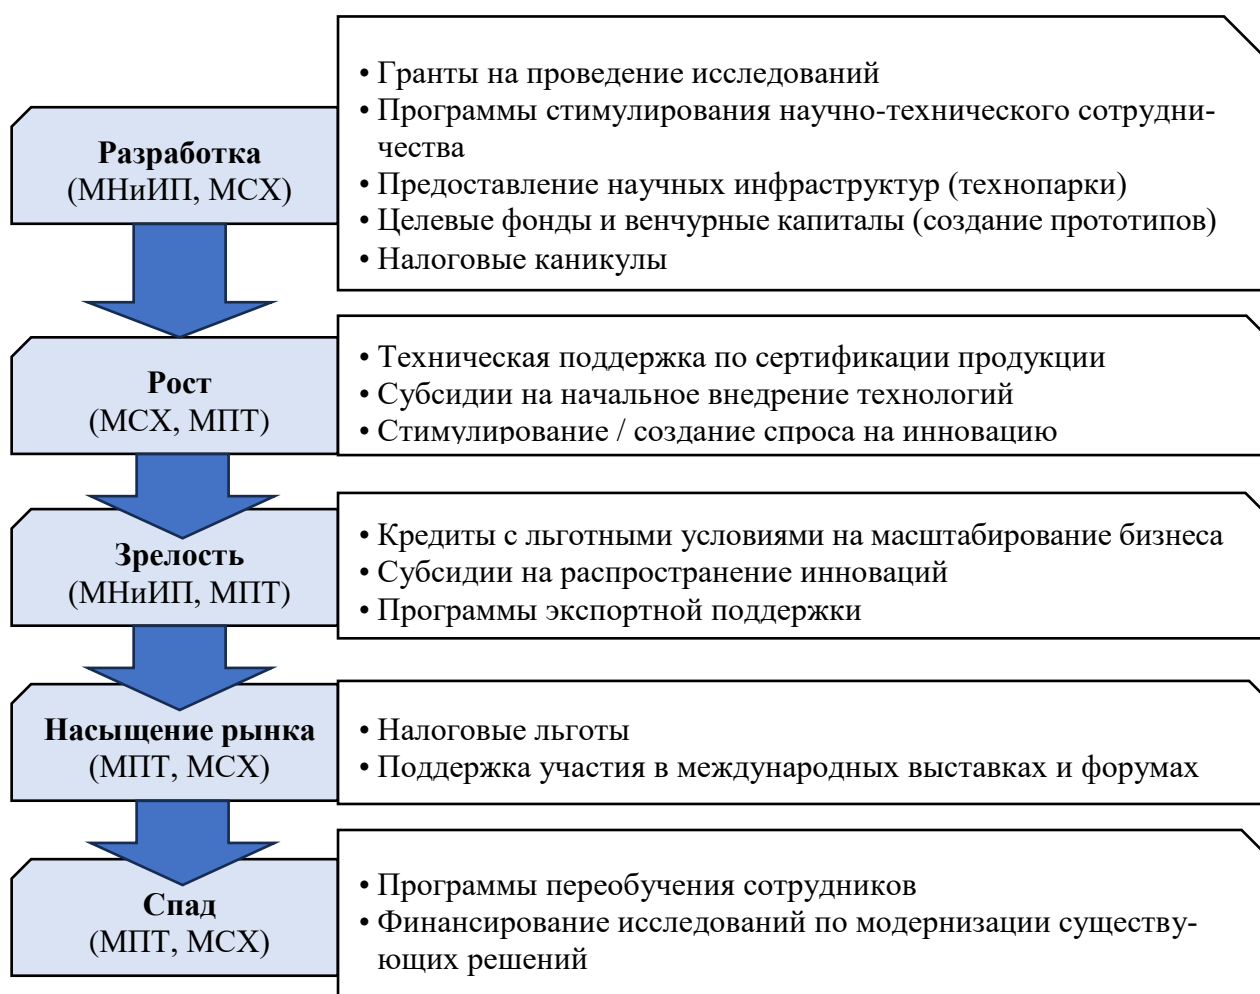 Разработка
(МНиИП, МСХ)
• Гранты на проведение исследований
• Программы стимулирования научно-технического сотрудни-
чества
• Предоставление научных инфраструктур (технопарки)
• Целевые фонды и венчурные капиталы (создание прототипов)
• Налоговые каникулы
Рост
(МСХ, МПТ)
• Техническая поддержка по сертификации продукции
• Субсидии на начальное внедрение технологий
• Стимулирование / создание спроса на инновацию
Зрелость
(МНиИП, МПТ)
• Кредиты с льготными условиями на масштабирование бизнеса
• Субсидии на распространение инноваций
• Программы экспортной поддержки
Насыщение рынка
(МПТ, МСХ)
• Налоговые льготы
• Поддержка участия в международных выставках и форумах
Спад
(МПТ, МСХ)
• Программы переобучения сотрудников
• Финансирование исследований по модернизации существу-
ющих решений